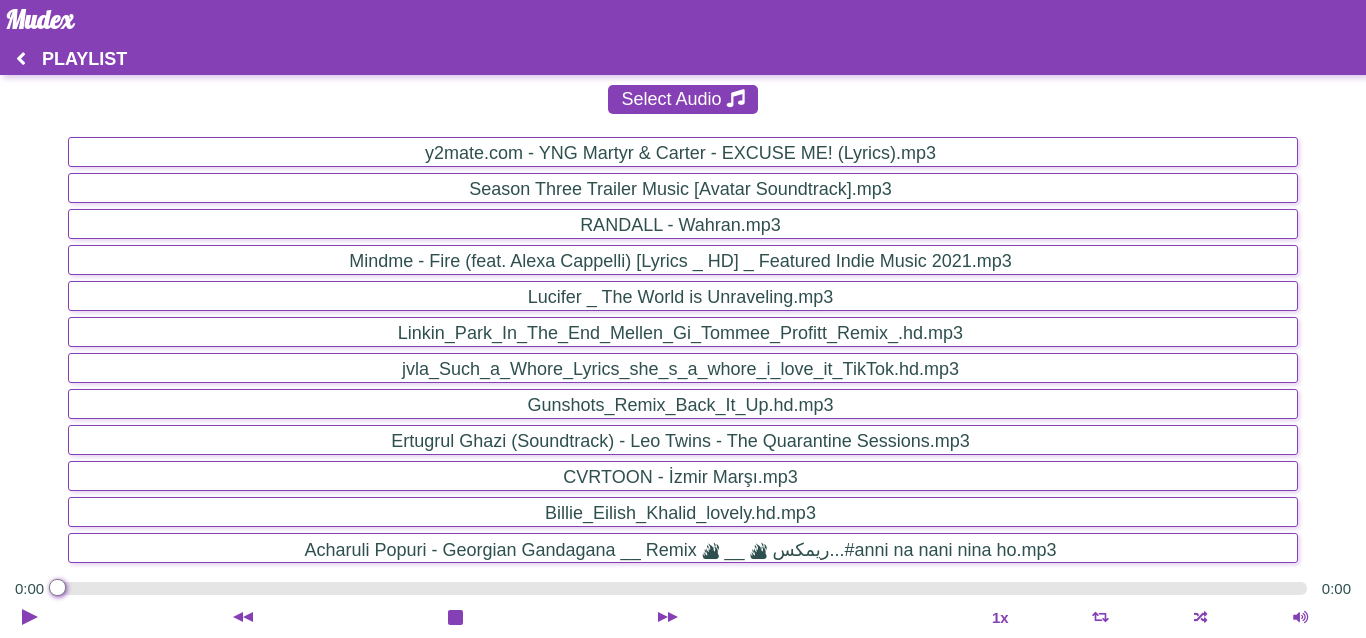 Mudex
PLAYLIST
Select Audio
y2mate.com - YNG Martyr & Carter - EXCUSE ME! (Lyrics).mp3
Season Three Trailer Music [Avatar Soundtrack].mp3
RANDALL - Wahran.mp3
Mindme - Fire (feat. Alexa Cappelli) [Lyrics _ HD] _ Featured Indie Music 2021.mp3
Lucifer _ The World is Unraveling.mp3
Linkin_Park_In_The_End_Mellen_Gi_Tommee_Profitt_Remix_.hd.mp3
jvla_Such_a_Whore_Lyrics_she_s_a_whore_i_love_it_TikTok.hd.mp3
Gunshots_Remix_Back_It_Up.hd.mp3
Ertugrul Ghazi (Soundtrack) - Leo Twins - The Quarantine Sessions.mp3
CVRTOON - İzmir Marşı.mp3
Billie_Eilish_Khalid_lovely.hd.mp3
Acharuli Popuri - Georgian Gandagana __ Remix 🔥 __ 🔥 ريمكس...#anni na nani nina ho.mp3
0:00 0:00
1x